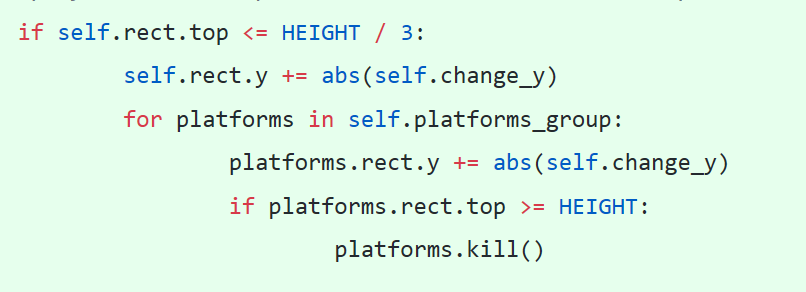 if self.rect.top <= HEIGHT / 3:
self.rect.y += abs(self.change_y)
for platforms in self.platforms_group:
platforms.rect.y += abs(self.change_y)
if platforms.rect.top >= HEIGHT:
platforms.kill()